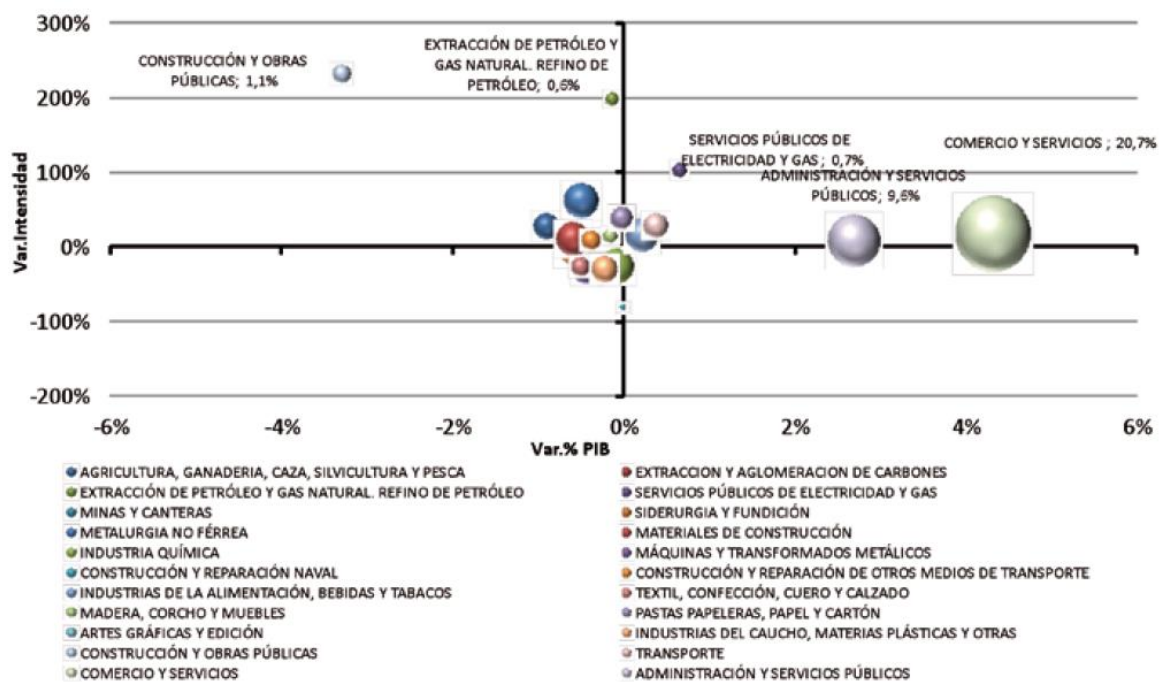 300%
200%
100%
0%
-100%
-200%
Var.Intensidad
CONSTRUCCIÓN Y OBRAS
PÚBLICAS; 1,1%
EXTRACCIÓN DE PETRÓLEO Y
GAS NATURAL. REFINO DE
PETRÓLEO; 0,6%
SERVICIOS PÚBLICOS DE
ELECTRICIDAD Y GAS; 0,7%
COMERCIO Y SERVICIOS ; 20,7%
ADMINISTRACIÓN Y SERVICIOS
PÚBLICOS; 9,6%
-6% -4% -2% 0% 2% 4% 6%
Var.% PIB
AGRICULTURA, GANADERIA, CAZA, SILVICULTURA Y PESCA
EXTRACCION Y AGLOMERACION DE CARBONES
EXTRACCIÓN DE PETRÓLEO Y GAS NATURAL. REFINO DE PETRÓLEO
SERVICIOS PÚBLICOS DE ELECTRICIDAD Y GAS
MINAS Y CANTERAS
SIDERURGIA Y FUNDICIÓN
METALURGIA NO FÉRREA
MATERIALES DE CONSTRUCCIÓN
INDUSTRIA QUÍMICA
MÁQUINAS Y TRANSFORMADOS METÁLICOS
CONSTRUCCIÓN Y REPARACIÓN NAVAL
CONSTRUCCIÓN Y REPARACIÓN DE OTROS MEDIOS DE TRANSPORTE
INDUSTRIAS DE LA ALIMENTACIÓN, BEBIDAS Y TABACOS
TEXTIL, CONFECCIÓN, CUERO Y CALZADO
MADERA, CORCHO Y MUEBLES
PASTAS PAPELERAS, PAPEL Y CARTÓN
ARTES GRÁFICAS Y EDICIÓN
INDUSTRIAS DEL CAUCHO, MATERIAS PLÁSTICAS Y OTRAS
CONSTRUCCIÓN Y OBRAS PÚBLICAS
TRANSPORTE
COMERCIO Y SERVICIOS
ADMINISTRACIÓN Y SERVICIOS PÚBLICOS